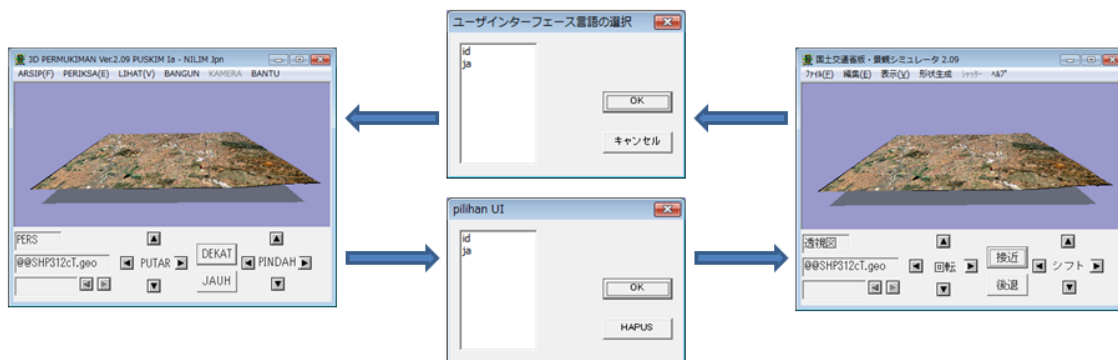 3D PERMUKIMAN Ver.2.09 PUSKIM Ia - NILIM Jpn
ARSIP(F) PERIKSA(E) LIHAT(V) BANGUN KAMERA BANTU
PERS
@@SHP312cT.geo
PUTAR
DEKAT
JAUH
PINDAH
ユーザインターフェース言語の選択
id
ja
OK
キャンセル
pilihan UI
id
ja
OK
HAPUS
国土交通省版・景観シミュレータ 2.09
ファイル(F) 編集(E) 表示(V) 形状生成 シャッター ヘルプ
透視図
@@SHP312cT.geo
回転
接近
後退
シフト